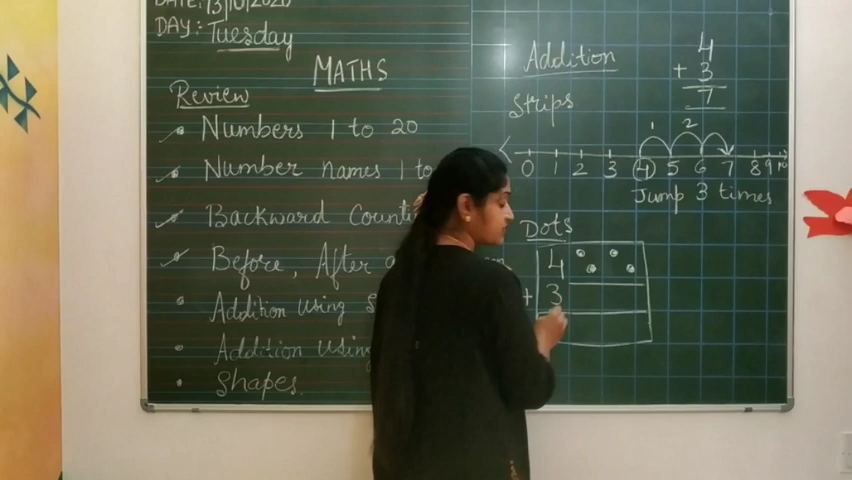 DATE: 13/10/2020
DAY: Tuesday
MATHS
Review
Numbers 1 to 20
Number names 1 to
Backward Counti
Before, After a
Addition using S
Addition Using
Shapes
Addition
4
+ 3
7
Strips
1 2
0 1 2 3 4 5 6 7 8 9 10
Jump 3 times
Dots
4
+ 3